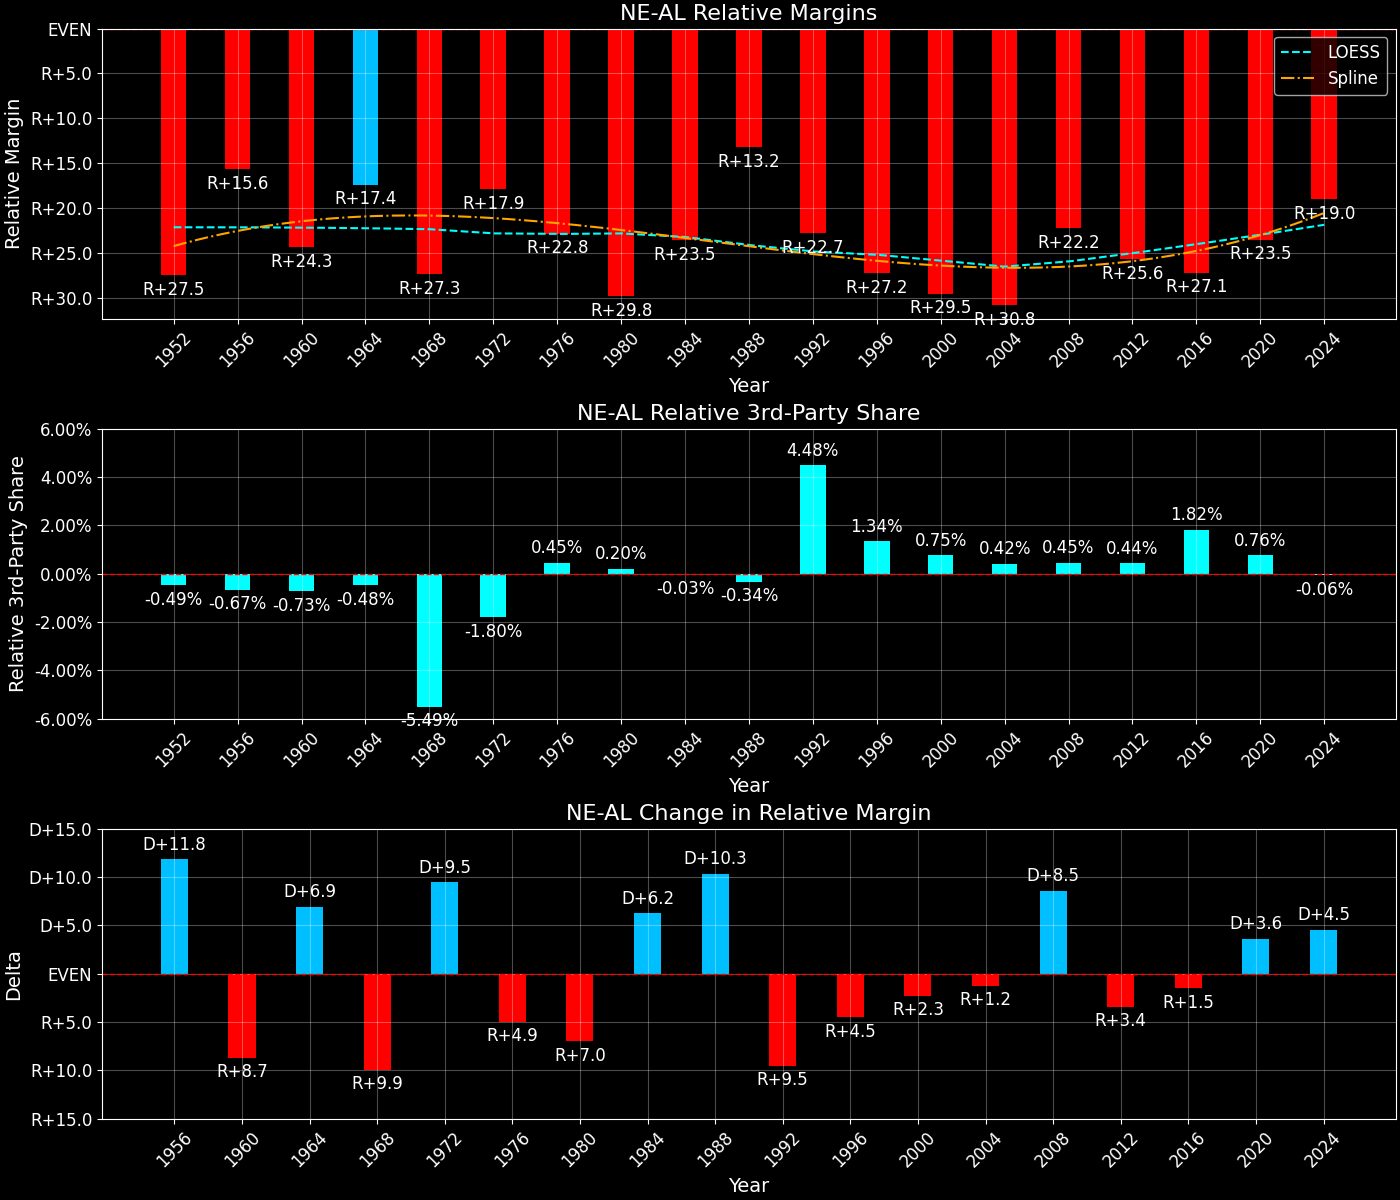 NE-AL Relative Margins
EVEN
R+5.0
R+10.0
R+15.0
R+20.0
R+25.0
R+30.0
Relative Margin
LOESS
Spline
R+27.5
R+15.6
R+24.3
R+17.4
R+27.3
R+17.9
R+22.8
R+29.8
R+23.5
R+13.2
R+22.7
R+27.2
R+29.5
R+30.8
R+22.2
R+25.6
R+27.1
R+23.5
R+19.0
1952
1956
1960
1964
1968
1972
1976
1980
1984
1988
1992
1996
2000
2004
2008
2012
2016
2020
2024
Year
NE-AL Relative 3rd-Party Share
6.00%
4.00%
2.00%
0.00%
-2.00%
-4.00%
-6.00%
Relative 3rd-Party Share
-0.49%
-0.67%
-0.73%
-0.48%
-5.49%
-1.80%
0.45%
0.20%
-0.03%
-0.34%
4.48%
1.34%
0.75%
0.42%
0.45%
0.44%
1.82%
0.76%
-0.06%
1952
1956
1960
1964
1968
1972
1976
1980
1984
1988
1992
1996
2000
2004
2008
2012
2016
2020
2024
Year
NE-AL Change in Relative Margin
D+15.0
D+10.0
D+5.0
EVEN
R+5.0
R+10.0
R+15.0
Delta
D+11.8
R+8.7
D+6.9
R+9.9
D+9.5
R+4.9
R+7.0
D+6.2
D+10.3
R+9.5
R+4.5
R+2.3
R+1.2
D+8.5
R+3.4
R+1.5
D+3.6
D+4.5
1956
1960
1964
1968
1972
1976
1980
1984
1988
1992
1996
2000
2004
2008
2012
2016
2020
2024
Year